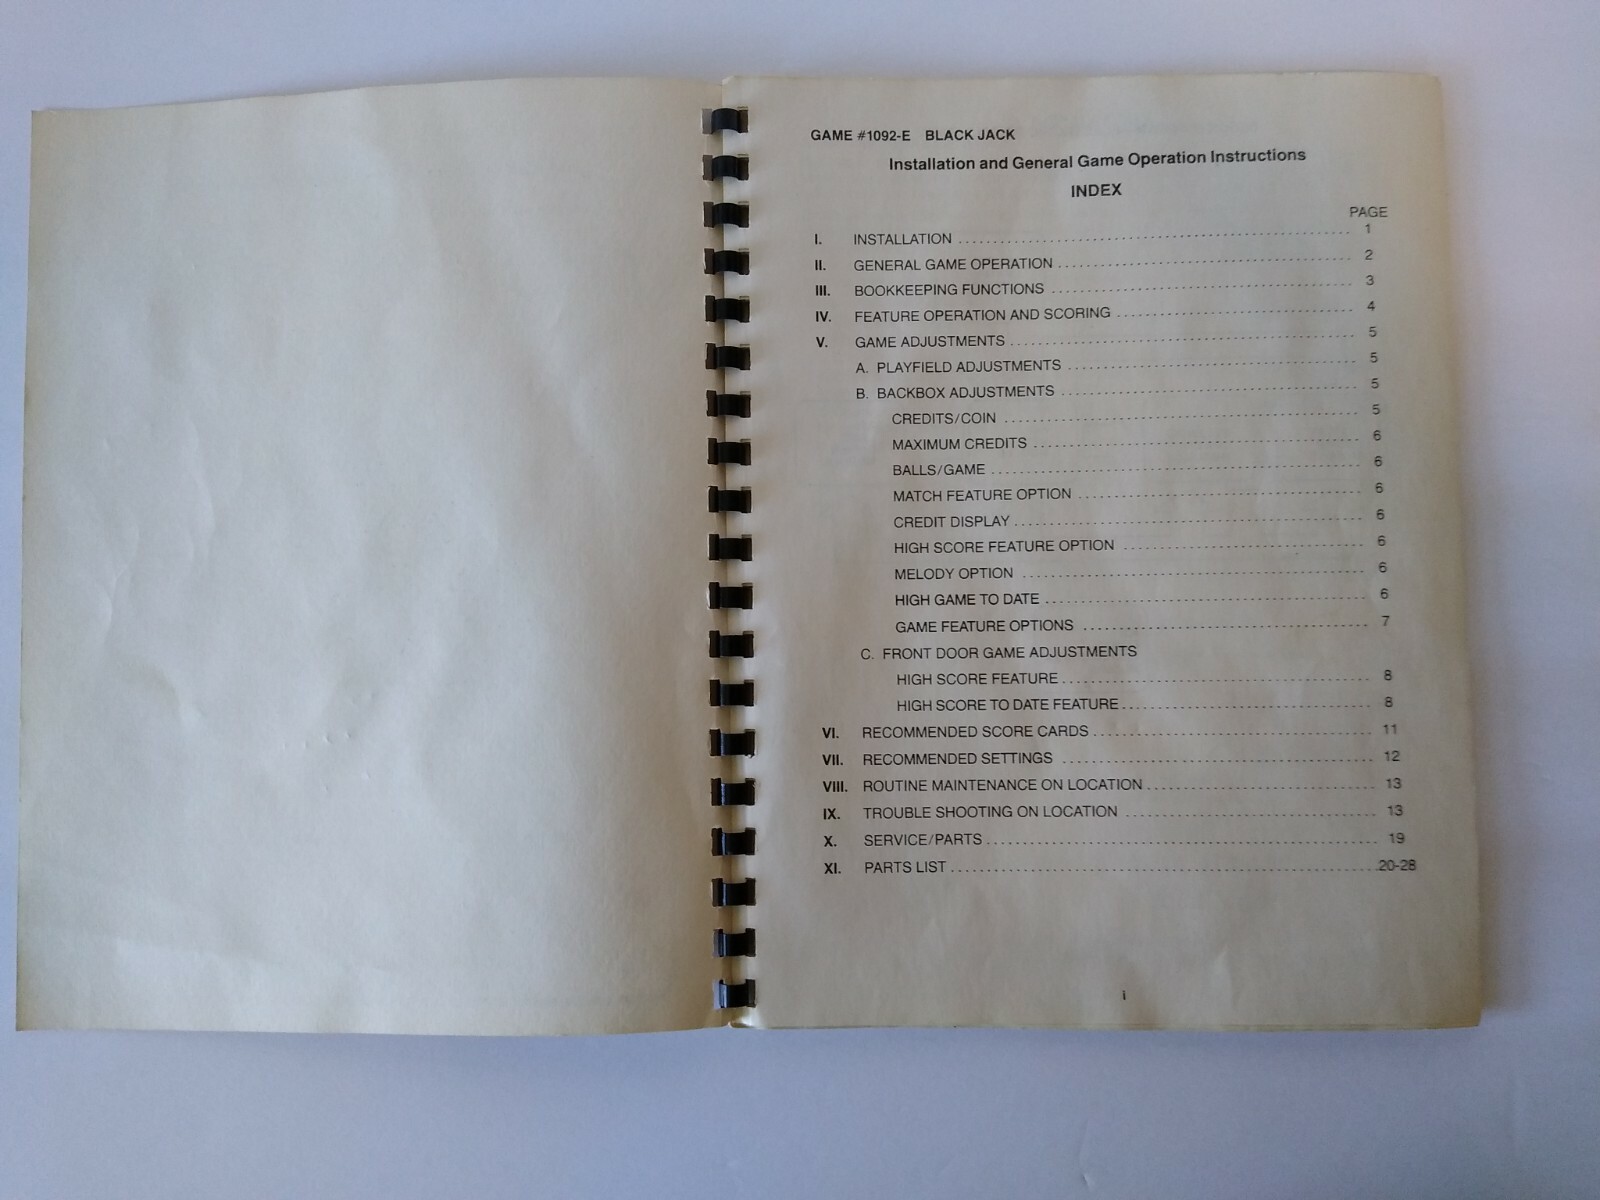 GAME #1092-E BLACK JACK
Installation and General Game Operation Instructions
INDEX
PAGE
I. INSTALLATION 1
II. GENERAL GAME OPERATION 2
III. BOOKKEEPING FUNCTIONS 3
IV. FEATURE OPERATION AND SCORING 4
V. GAME ADJUSTMENTS 5
A. PLAYFIELD ADJUSTMENTS 5
B. BACKBOX ADJUSTMENTS 5
CREDITS/COIN 5
MAXIMUM CREDITS 6
BALLS/GAME 6
MATCH FEATURE OPTION 6
CREDIT DISPLAY 6
HIGH SCORE FEATURE OPTION 6
MELODY OPTION 6
HIGH GAME TO DATE 6
GAME FEATURE OPTIONS 7
C. FRONT DOOR GAME ADJUSTMENTS
HIGH SCORE FEATURE 8
HIGH SCORE TO DATE FEATURE 8
VI. RECOMMENDED SCORE CARDS 11
VII. RECOMMENDED SETTINGS 12
VIII. ROUTINE MAINTENANCE ON LOCATION 13
IX. TROUBLE SHOOTING ON LOCATION 13
X. SERVICE/PARTS 19
XI. PARTS LIST 20-28
i